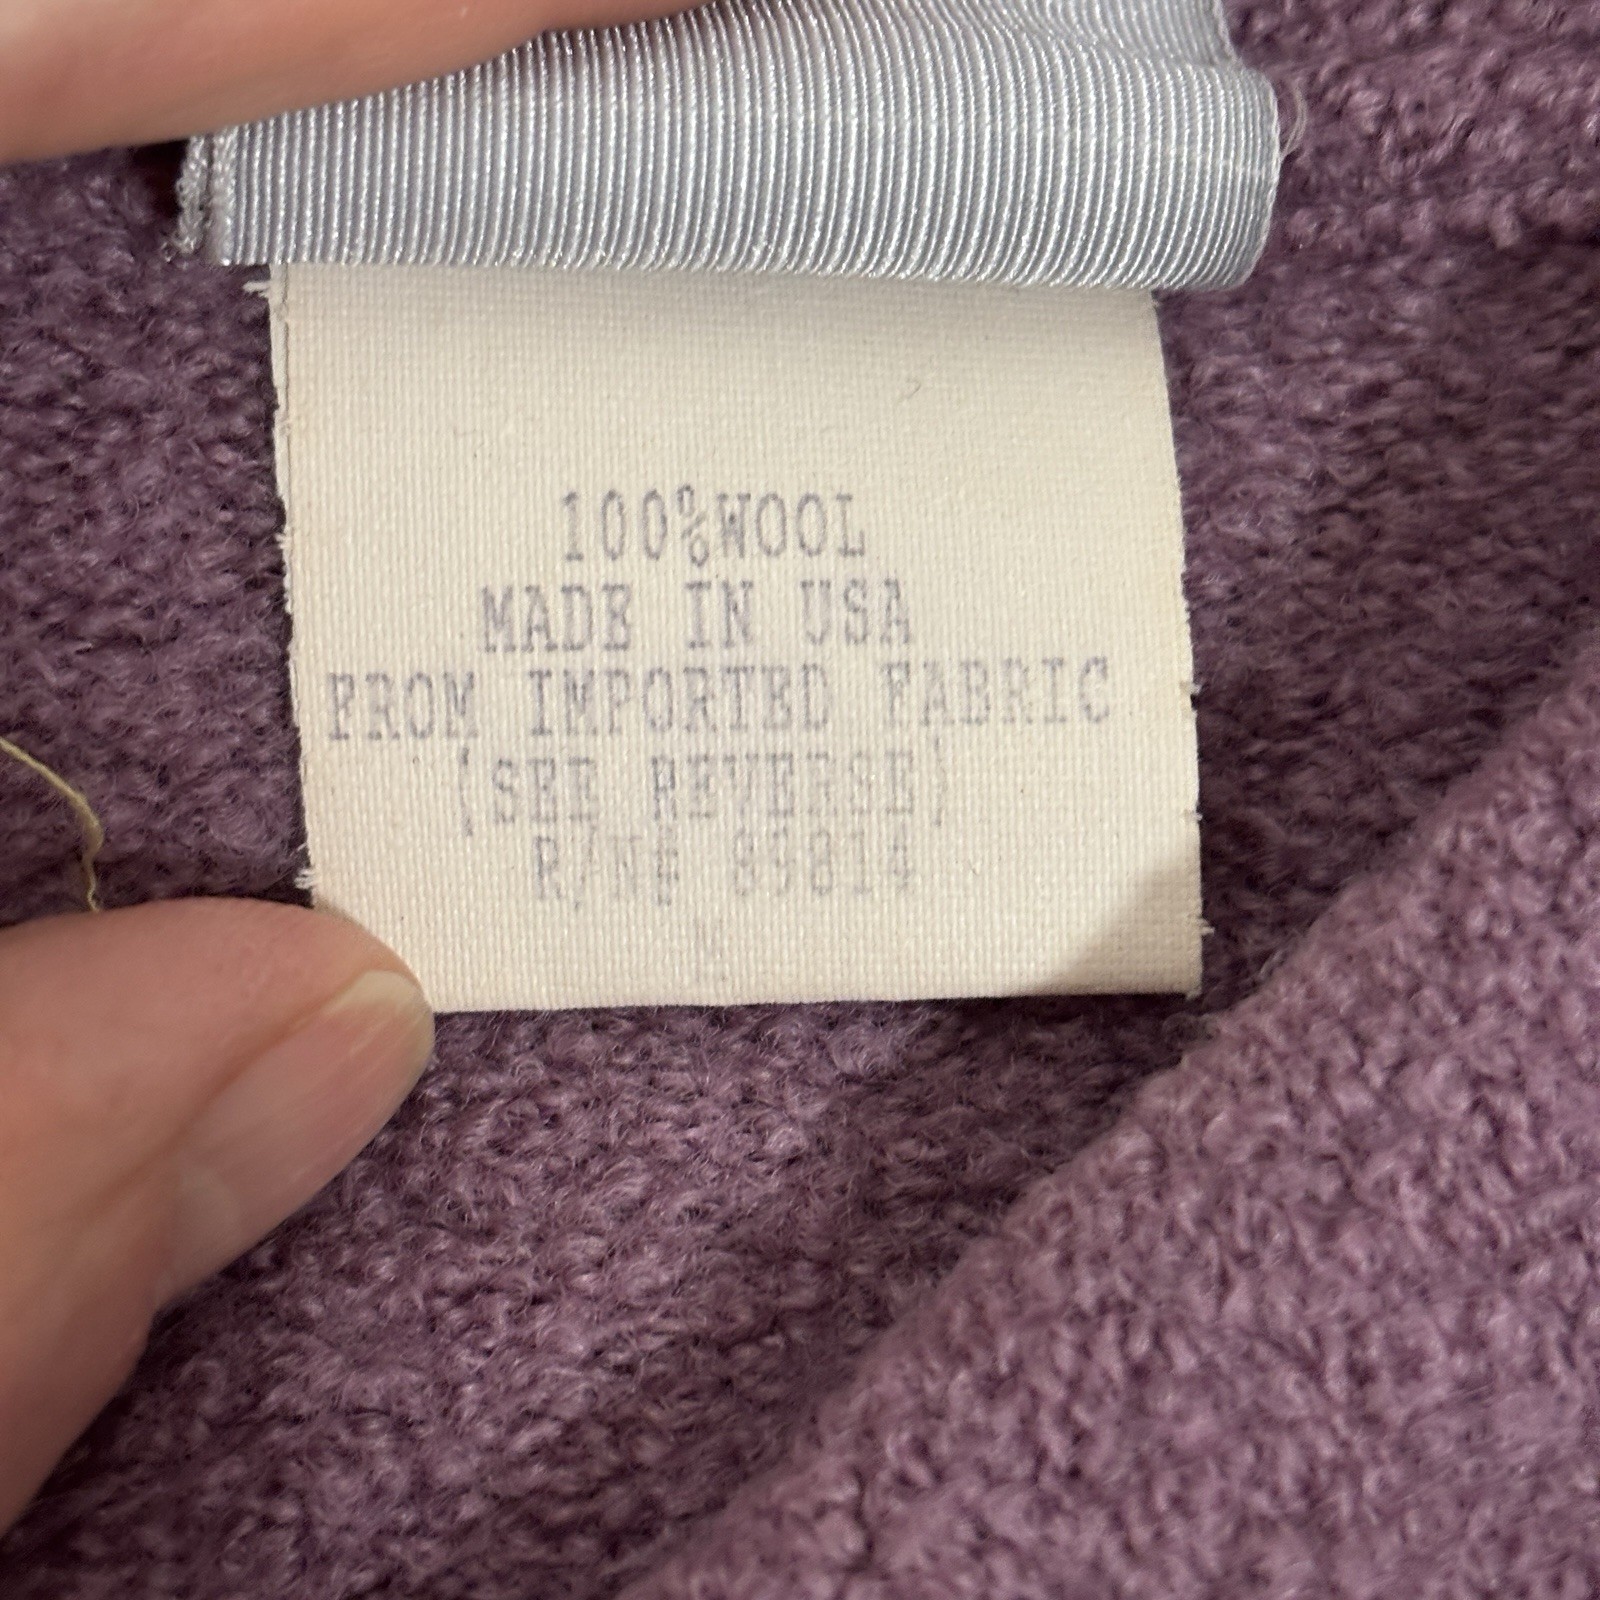 100%WOOL
MADE IN USA
FROM IMPORTED FABRIC
(SEE REVERSE)
R/N#